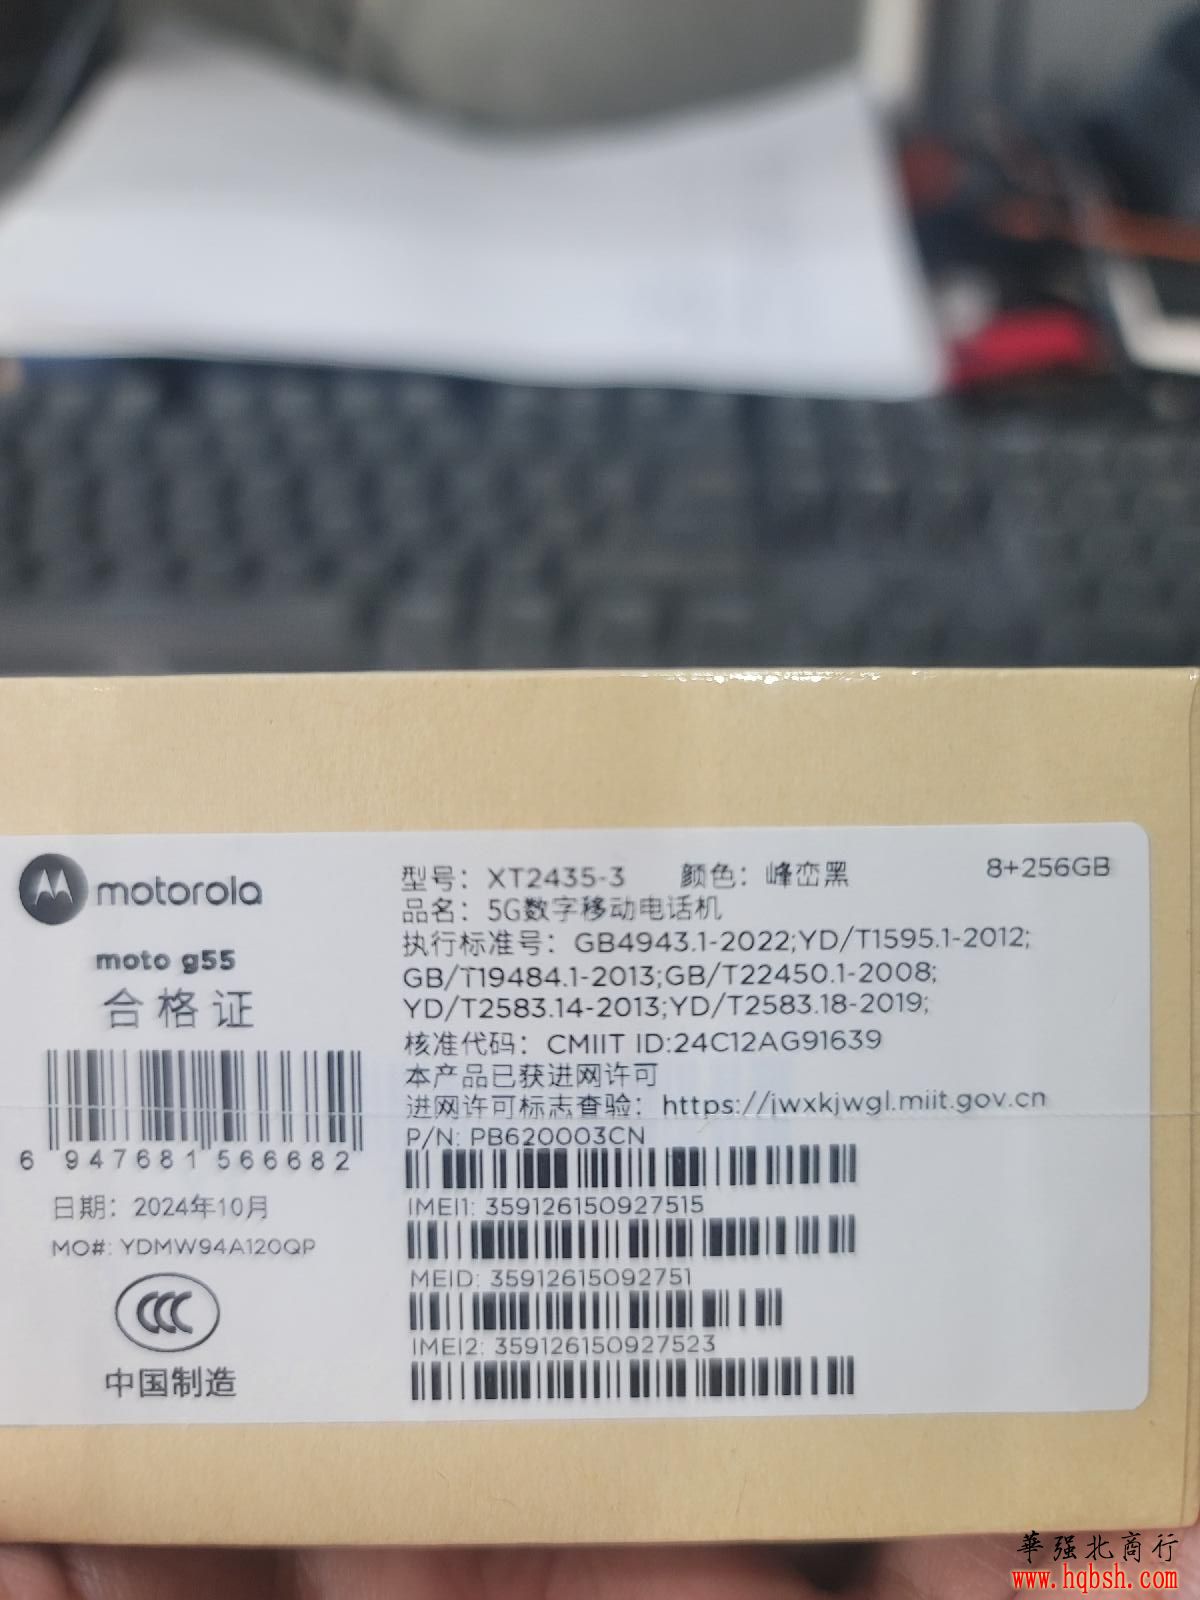 motorola
moto g55
合格证
6 947681 566682
日期：2024年10月
MO#: YDMW94A120QP
CCC
中国制造
型号：XT2435-3 颜色：峰峦黑 8+256GB
品名：5G数字移动电话机
执行标准号：GB4943.1-2022;YD/T1595.1-2012;
GB/T19484.1-2013;GB/T22450.1-2008;
YD/T2583.14-2013;YD/T2583.18-2019;
核准代码：CMIIT ID:24C12AG91639
本产品已获进网许可
进网许可标志查验：https://jwxkjwgl.miit.gov.cn
P/N: PB620003CN
IMEI1: 359126150927515
MEID: 35912615092751
IMEI2: 359126150927523
華强北商行
www.hqbsh.com